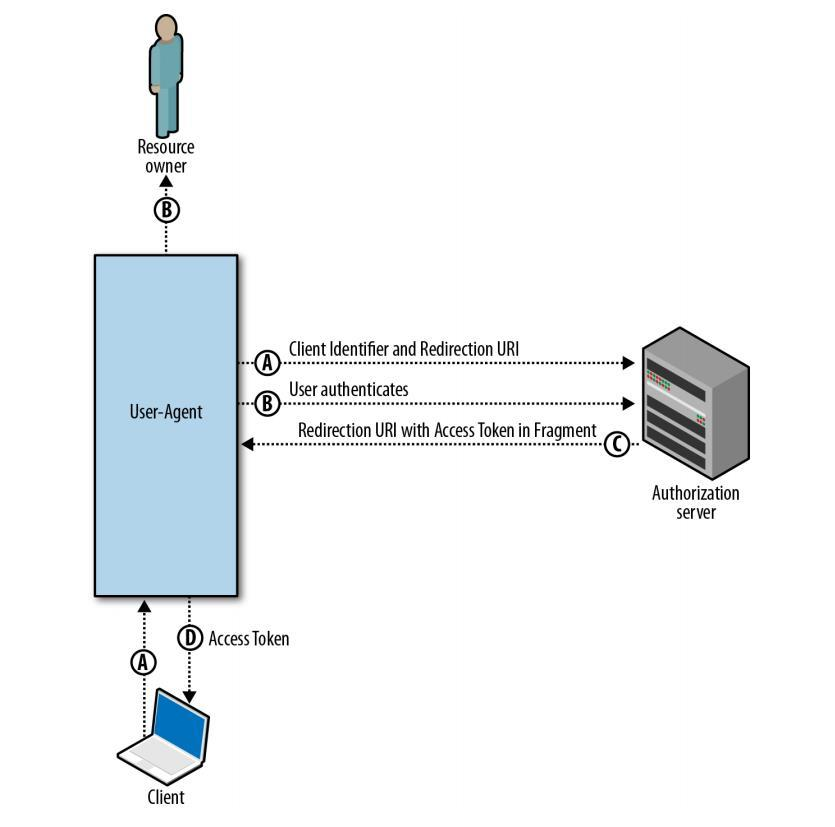 Resource
owner
B
A
Client Identifier and Redirection URI
B
User authenticates
User-Agent
Redirection URI with Access Token in Fragment
C
Authorization
server
D
Access Token
A
Client